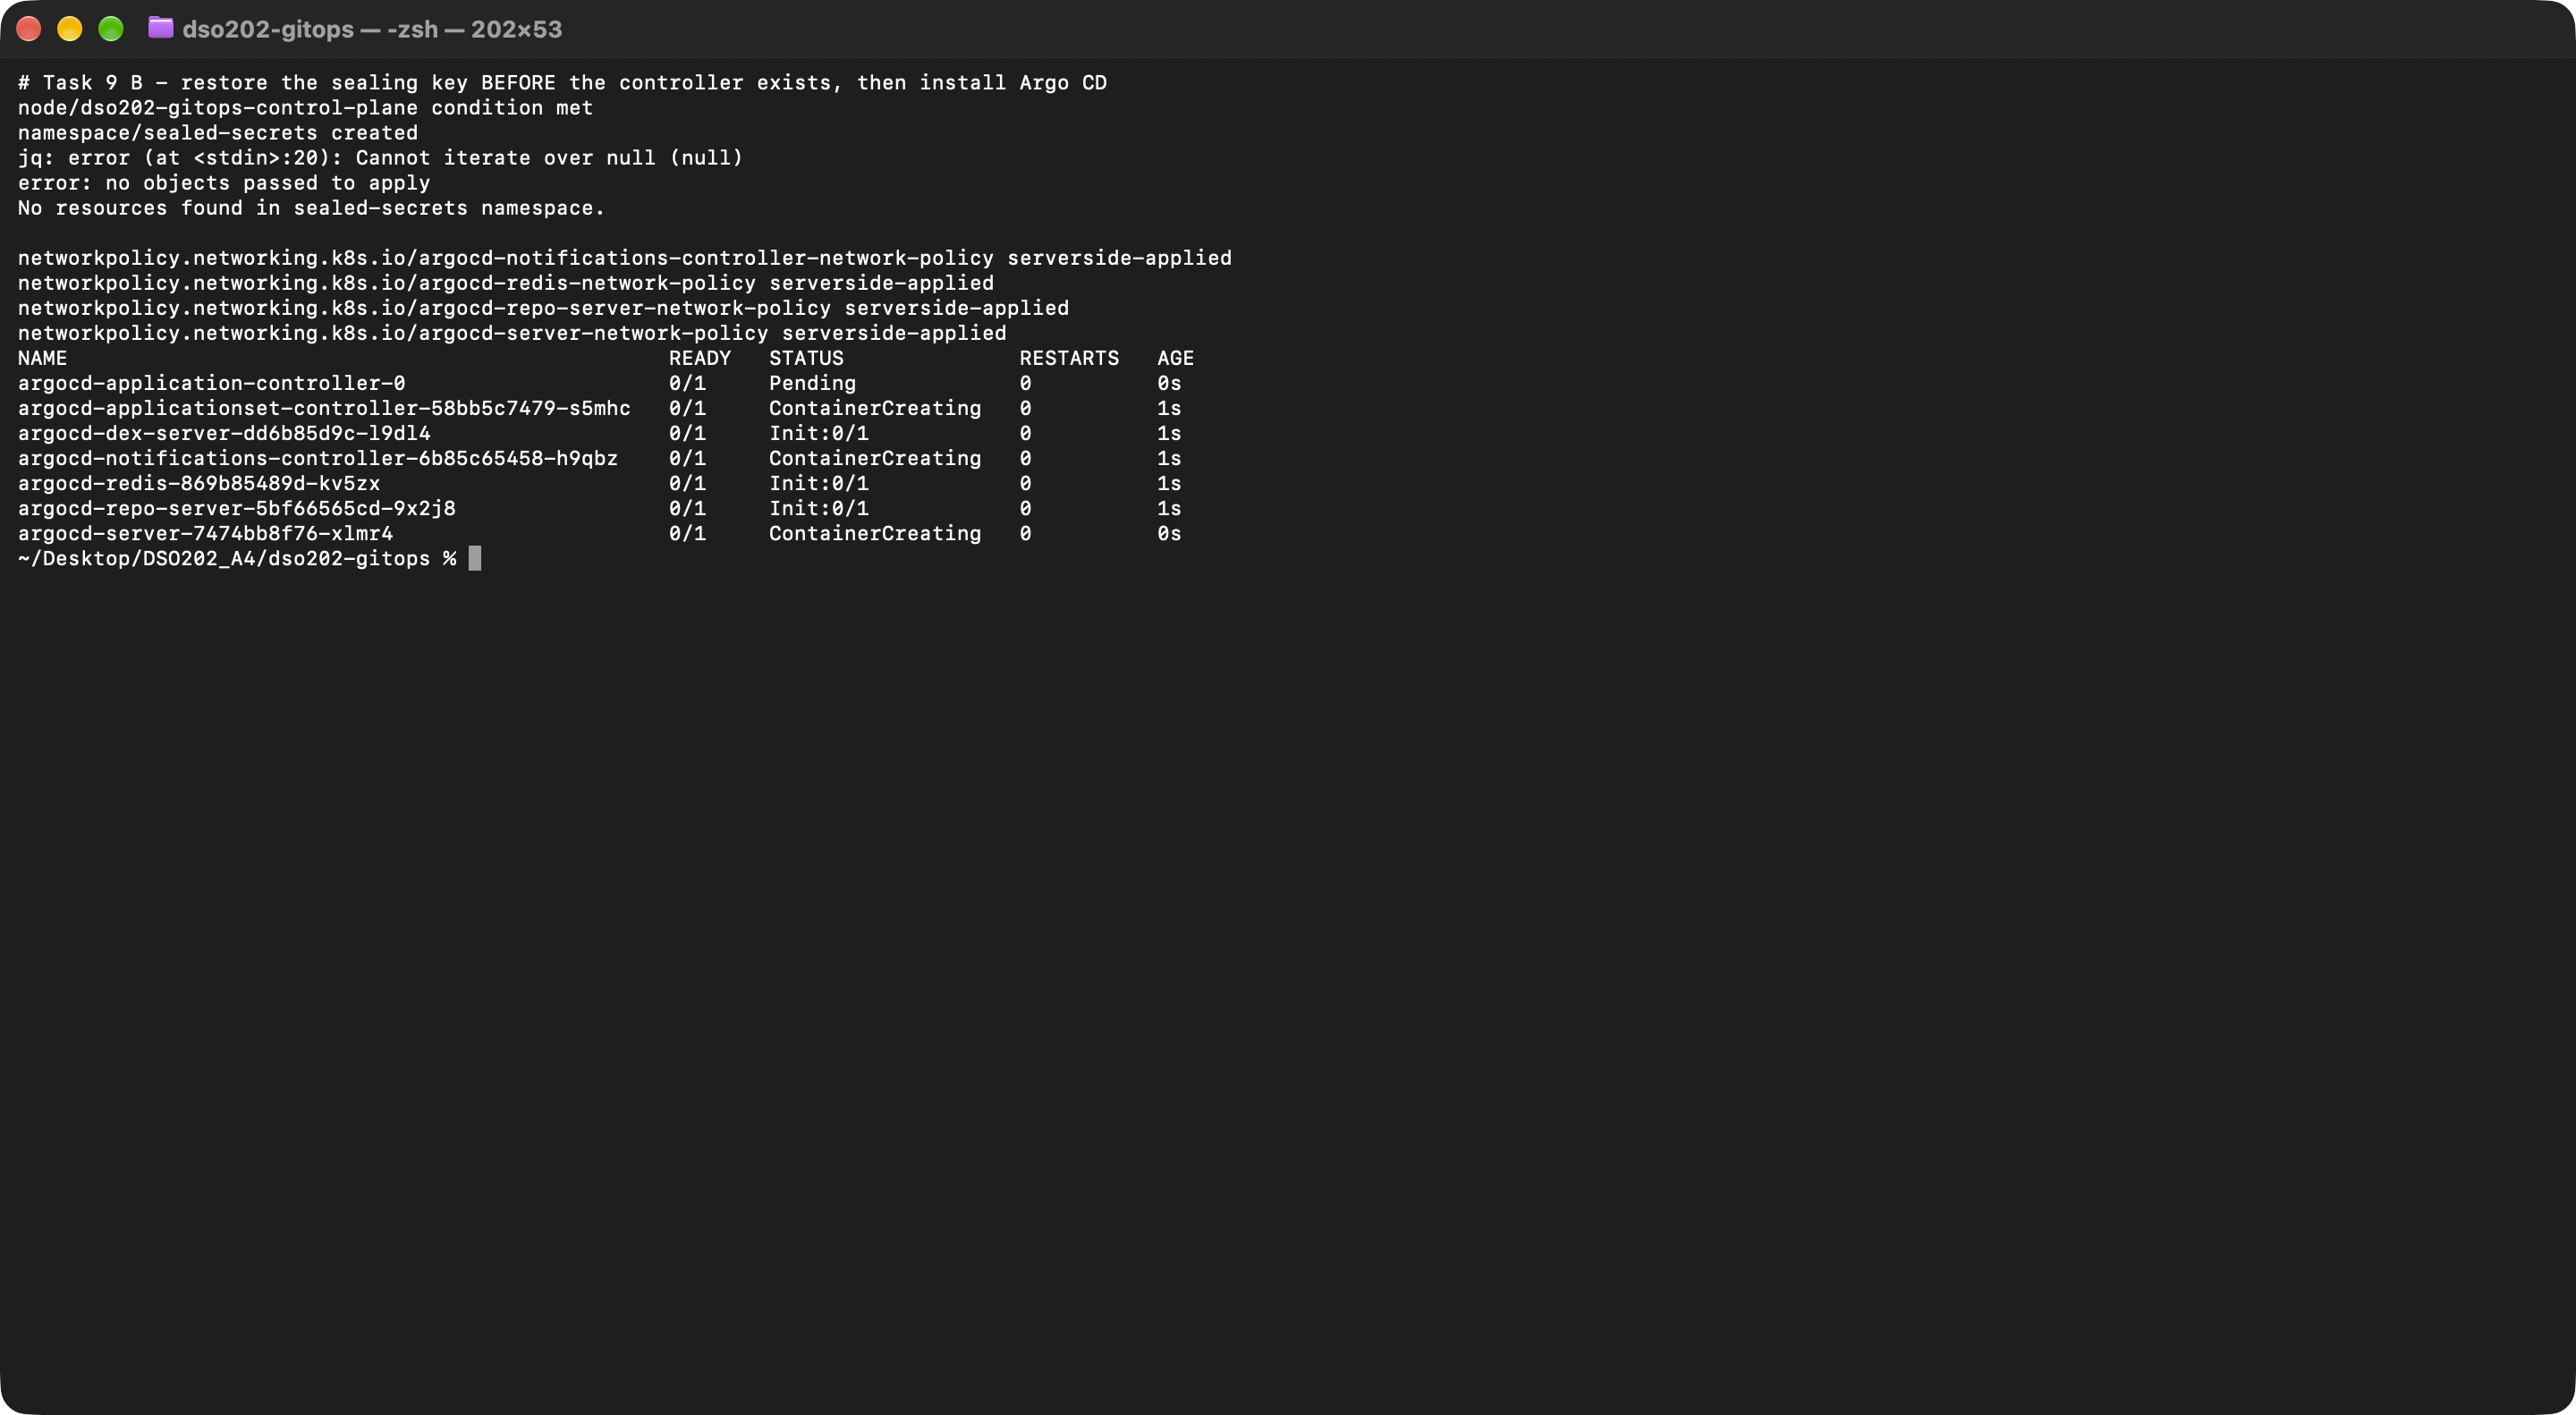 dso202-gitops — -zsh — 202×53
# Task 9 B – restore the sealing key BEFORE the controller exists, then install Argo CD
node/dso202-gitops-control-plane condition met
namespace/sealed-secrets created
jq: error (at <stdin>:20): Cannot iterate over null (null)
error: no objects passed to apply
No resources found in sealed-secrets namespace.

networkpolicy.networking.k8s.io/argocd-notifications-controller-network-policy serverside-applied
networkpolicy.networking.k8s.io/argocd-redis-network-policy serverside-applied
networkpolicy.networking.k8s.io/argocd-repo-server-network-policy serverside-applied
networkpolicy.networking.k8s.io/argocd-server-network-policy serverside-applied
NAME                                                READY   STATUS              RESTARTS   AGE
argocd-application-controller-0                     0/1     Pending             0          0s
argocd-applicationset-controller-58bb5c7479-s5mhc   0/1     ContainerCreating   0          1s
argocd-dex-server-dd6b85d9c-l9dl4                   0/1     Init:0/1            0          1s
argocd-notifications-controller-6b85c65458-h9qbz    0/1     ContainerCreating   0          1s
argocd-redis-869b85489d-kv5zx                       0/1     Init:0/1            0          1s
argocd-repo-server-5bf66565cd-9x2j8                 0/1     Init:0/1            0          1s
argocd-server-7474bb8f76-xlmr4                      0/1     ContainerCreating   0          0s
~/Desktop/DSO202_A4/dso202-gitops %